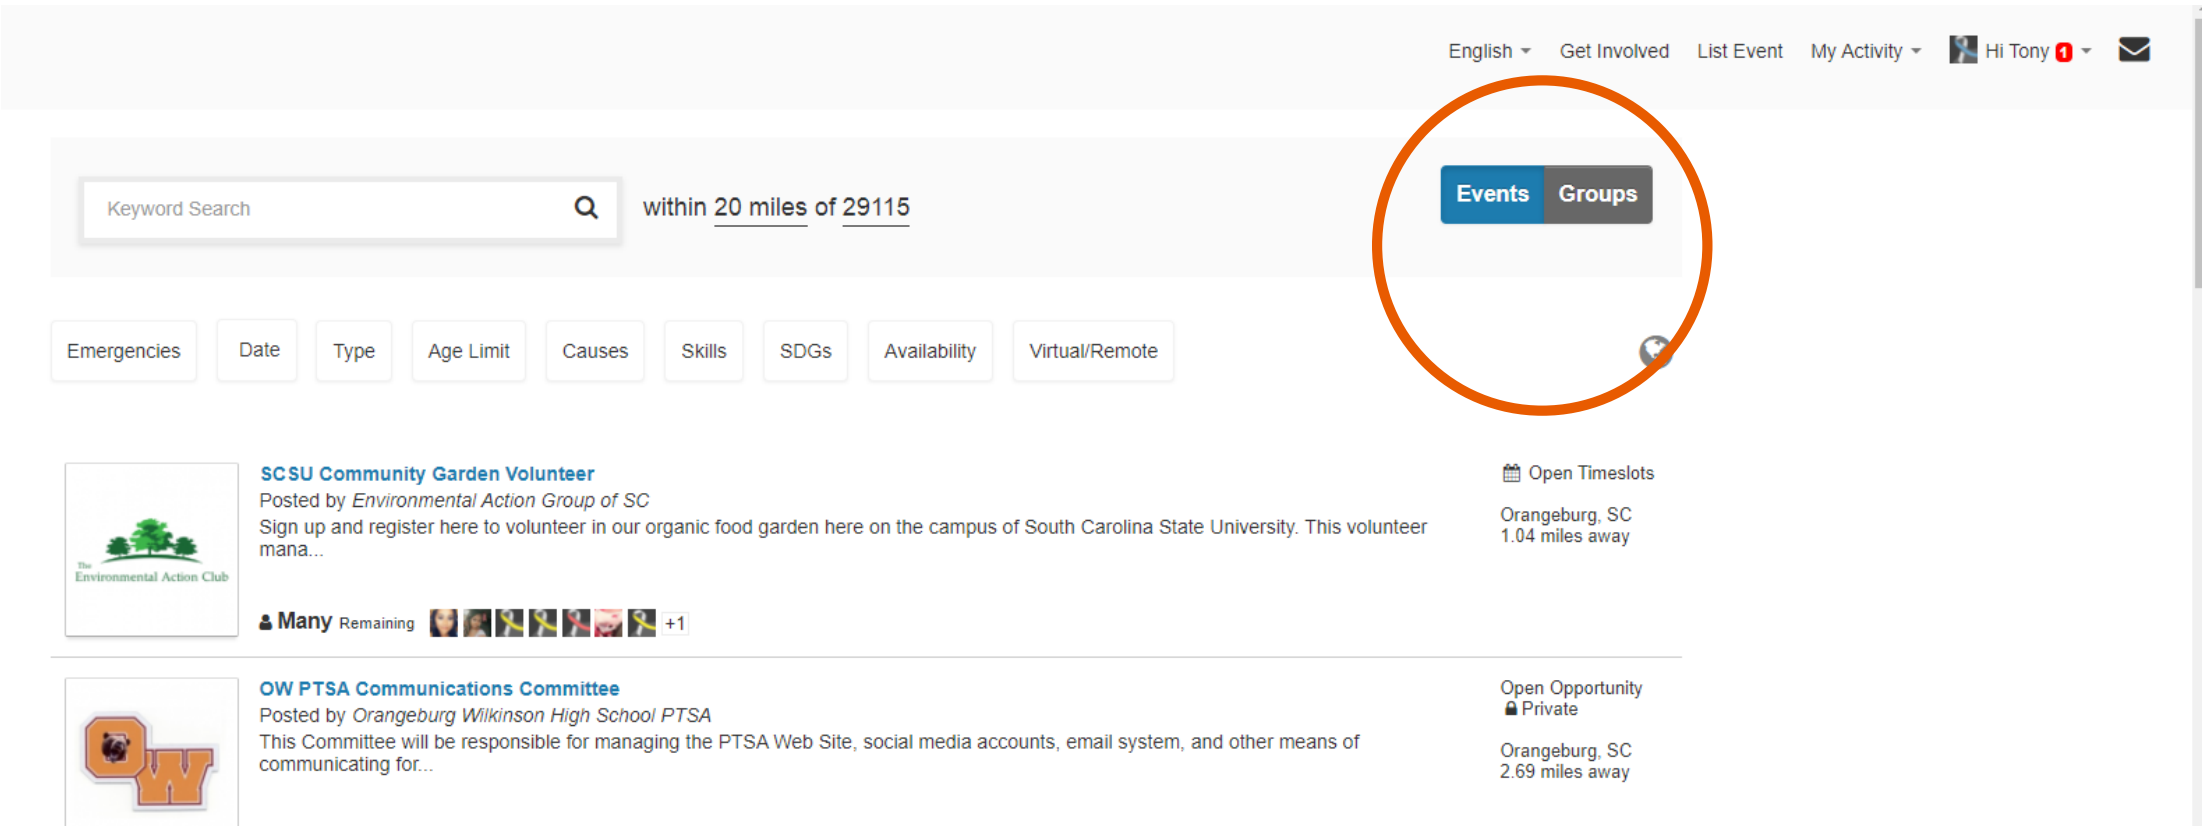 English Get Involved List Event My Activity Hi Tony 1
Keyword Search within 20 miles of 29115 Events Groups
Emergencies Date Type Age Limit Causes Skills SDGs Availability Virtual/Remote
SCSU Community Garden Volunteer
Open Timeslots
Posted by Environmental Action Group of SC
Sign up and register here to volunteer in our organic food garden here on the campus of South Carolina State University. This volunteer
mana...
Orangeburg, SC
1.04 miles away
The
Environmental Action Club
Many Remaining +1
OW PTSA Communications Committee
Posted by Orangeburg Wilkinson High School PTSA
This Committee will be responsible for managing the PTSA Web Site, social media accounts, email system, and other means of
communicating for...
Open Opportunity
Private
Orangeburg, SC
2.69 miles away
OW